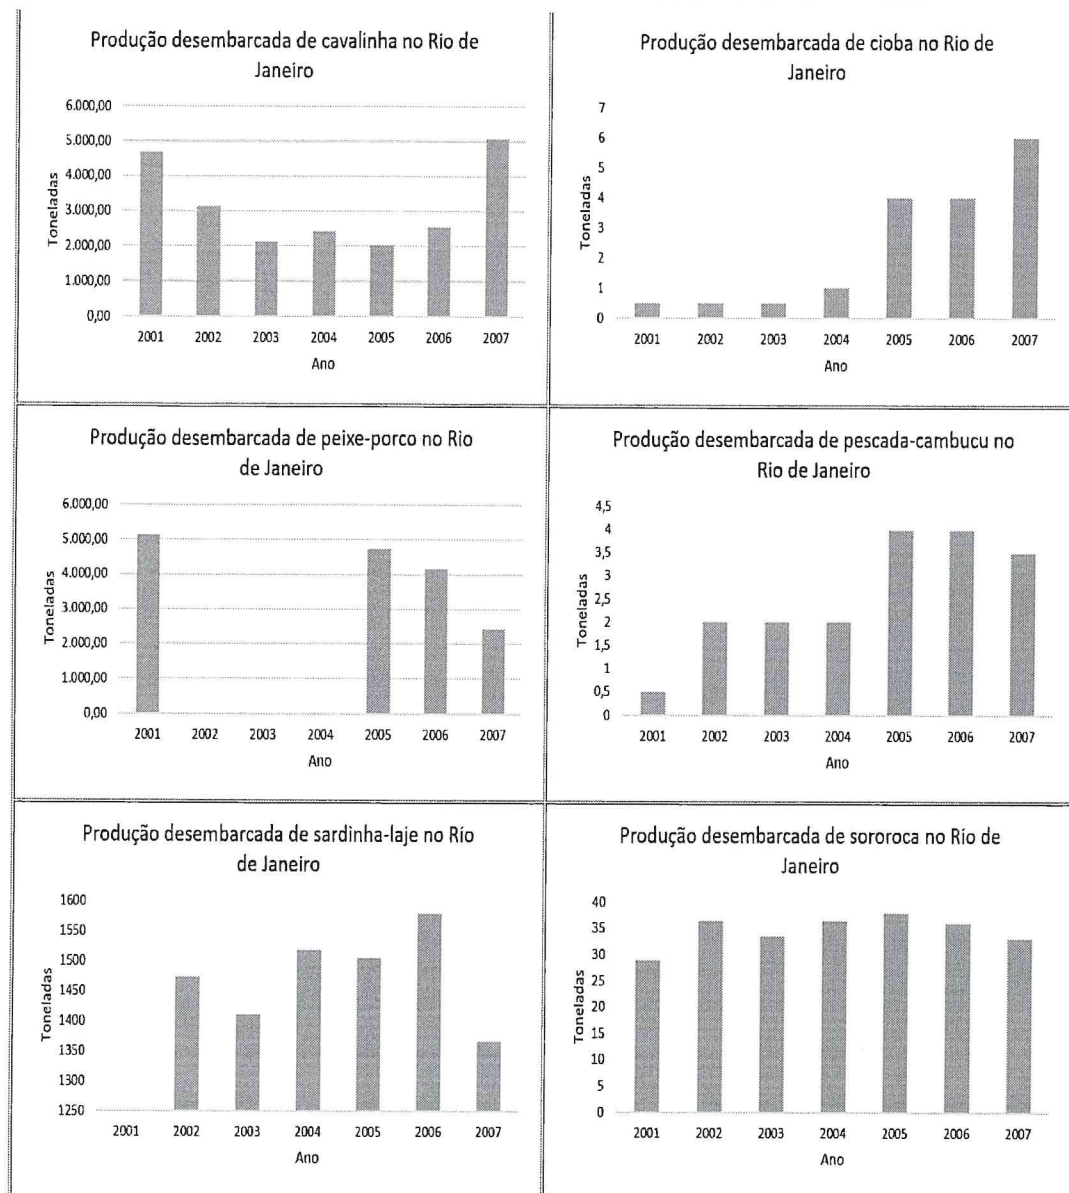 Produção desembarcada de cavalinha no Rio de
Janeiro
6.000,00
5.000,00
4.000,00
3.000,00
2.000,00
1.000,00
0,00
Toneladas
2001 2002 2003 2004 2005 2006 2007
Ano
Produção desembarcada de cioba no Rio de
Janeiro
7
6
5
4
3
2
1
0
Toneladas
2001 2002 2003 2004 2005 2006 2007
Ano
Produção desembarcada de peixe-porco no Rio
de Janeiro
6.000,00
5.000,00
4.000,00
3.000,00
2.000,00
1.000,00
0,00
Toneladas
2001 2002 2003 2004 2005 2006 2007
Ano
Produção desembarcada de pescada-cambucu no
Rio de Janeiro
4,5
4
3,5
3
2,5
2
1,5
1
0,5
0
Toneladas
2001 2002 2003 2004 2005 2006 2007
Ano
Produção desembarcada de sardinha-laje no Rio
de Janeiro
1600
1550
1500
1450
1400
1350
1300
1250
Toneladas
2001 2002 2003 2004 2005 2006 2007
Ano
Produção desembarcada de sororoca no Rio de
Janeiro
40
35
30
25
20
15
10
5
0
Toneladas
2001 2002 2003 2004 2005 2006 2007
Ano